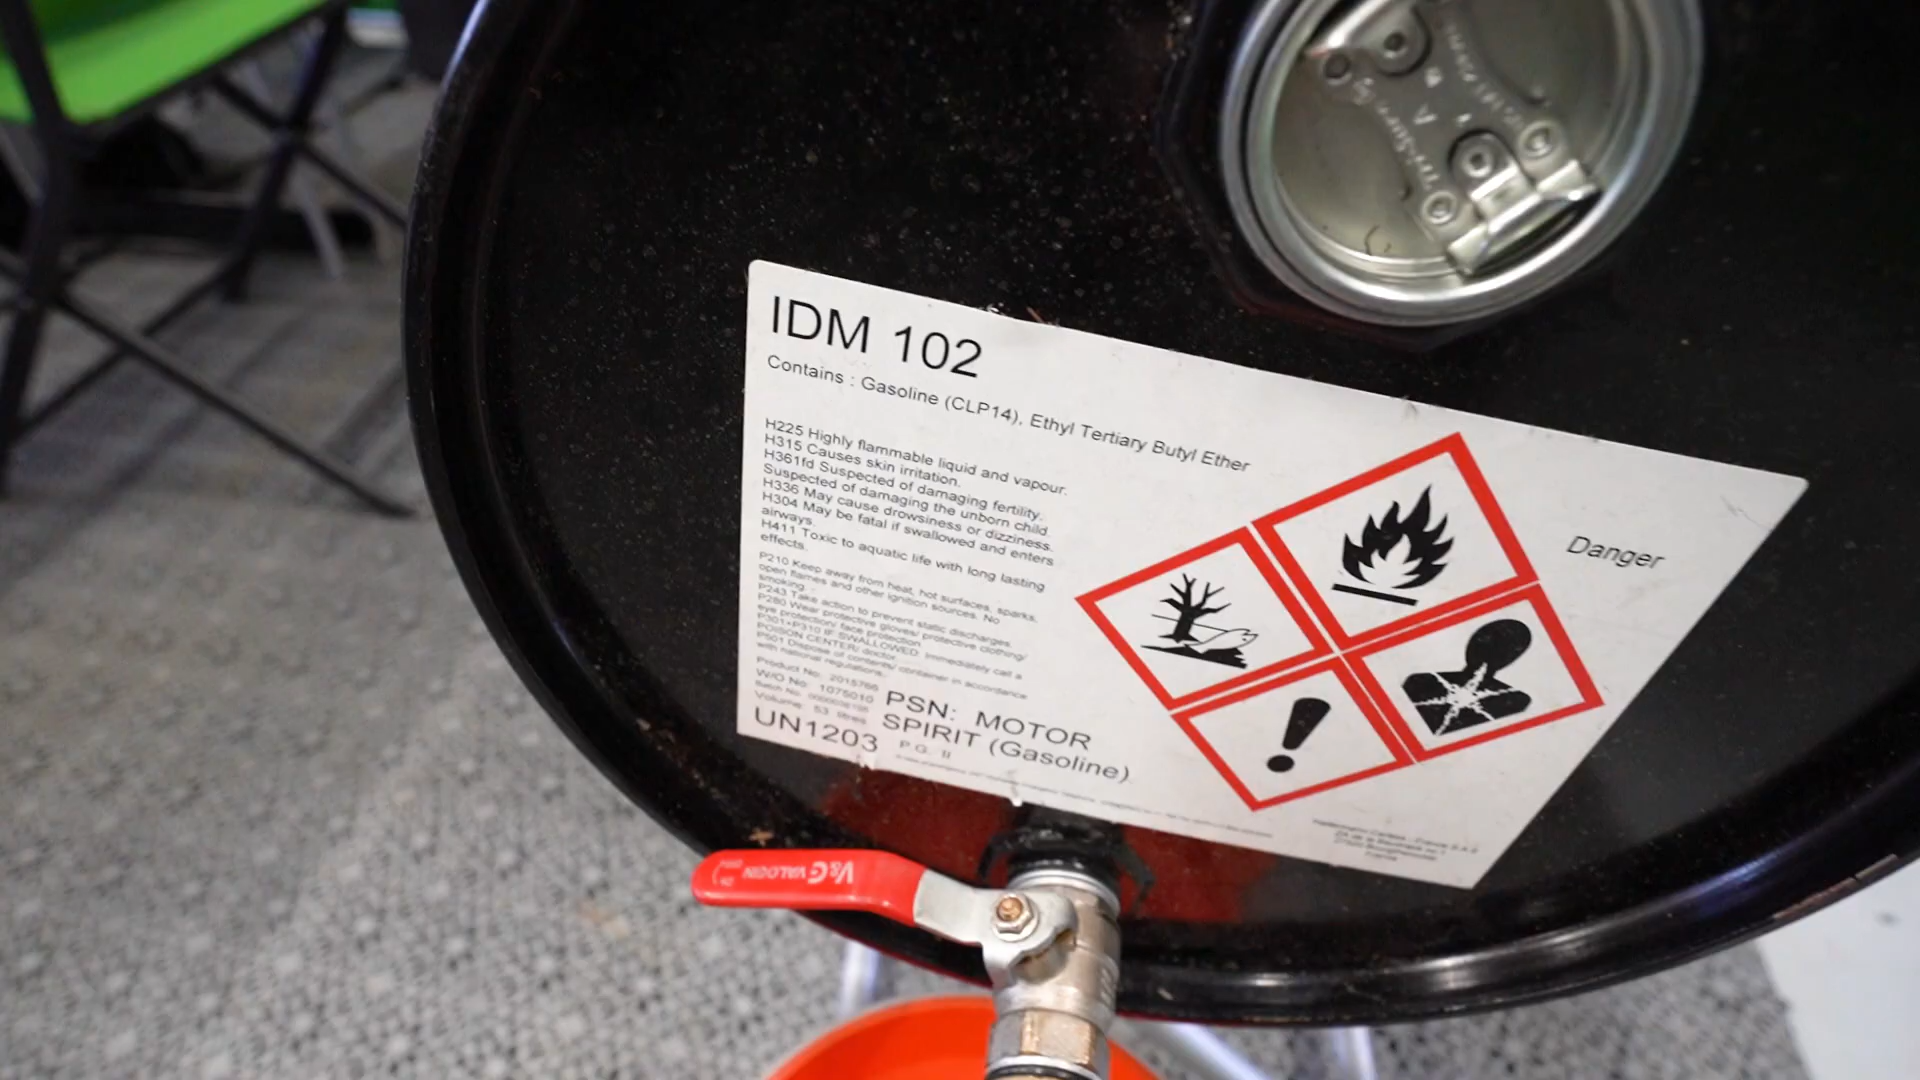 IDM 102
Contains : Gasoline (CLP14), Ethyl Tertiary Butyl Ether
H225 Highly flammable liquid and vapour.
H315 Causes skin irritation.
H361fd Suspected of damaging fertility.
Suspected of damaging the unborn child.
H336 May cause drowsiness or dizziness.
H304 May be fatal if swallowed and enters
airways.
H411 Toxic to aquatic life with long lasting
effects.
P210 Keep away from heat, hot surfaces, sparks,
open flames and other ignition sources. No
smoking.
P243 Take action to prevent static discharges.
P280 Wear protective gloves/ protective clothing/
eye protection/ face protection.
P301+P310 IF SWALLOWED: Immediately call a
POISON CENTER/ doctor.
P501 Dispose of contents/ container in accordance
with national regulations.
Product No: 2015766
W/O No: 1075010
Batch No:
Volume: 53 litres
UN1203
PSN: MOTOR
SPIRIT (Gasoline)
P.G. II
Danger
V&G VALOGIN